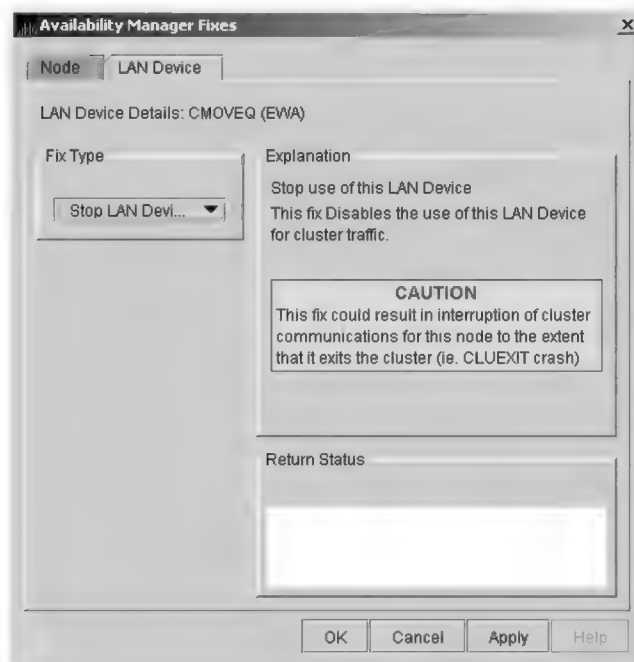 Availability Manager Fixes
Node
LAN Device
LAN Device Details: CMOVEQ (EWA)
Fix Type
Stop LAN Devi...
Explanation
Stop use of this LAN Device
This fix Disables the use of this LAN Device
for cluster traffic.
CAUTION
This fix could result in interruption of cluster
communications for this node to the extent
that it exits the cluster (ie. CLUEXIT crash)
Return Status
OK
Cancel
Apply
Help